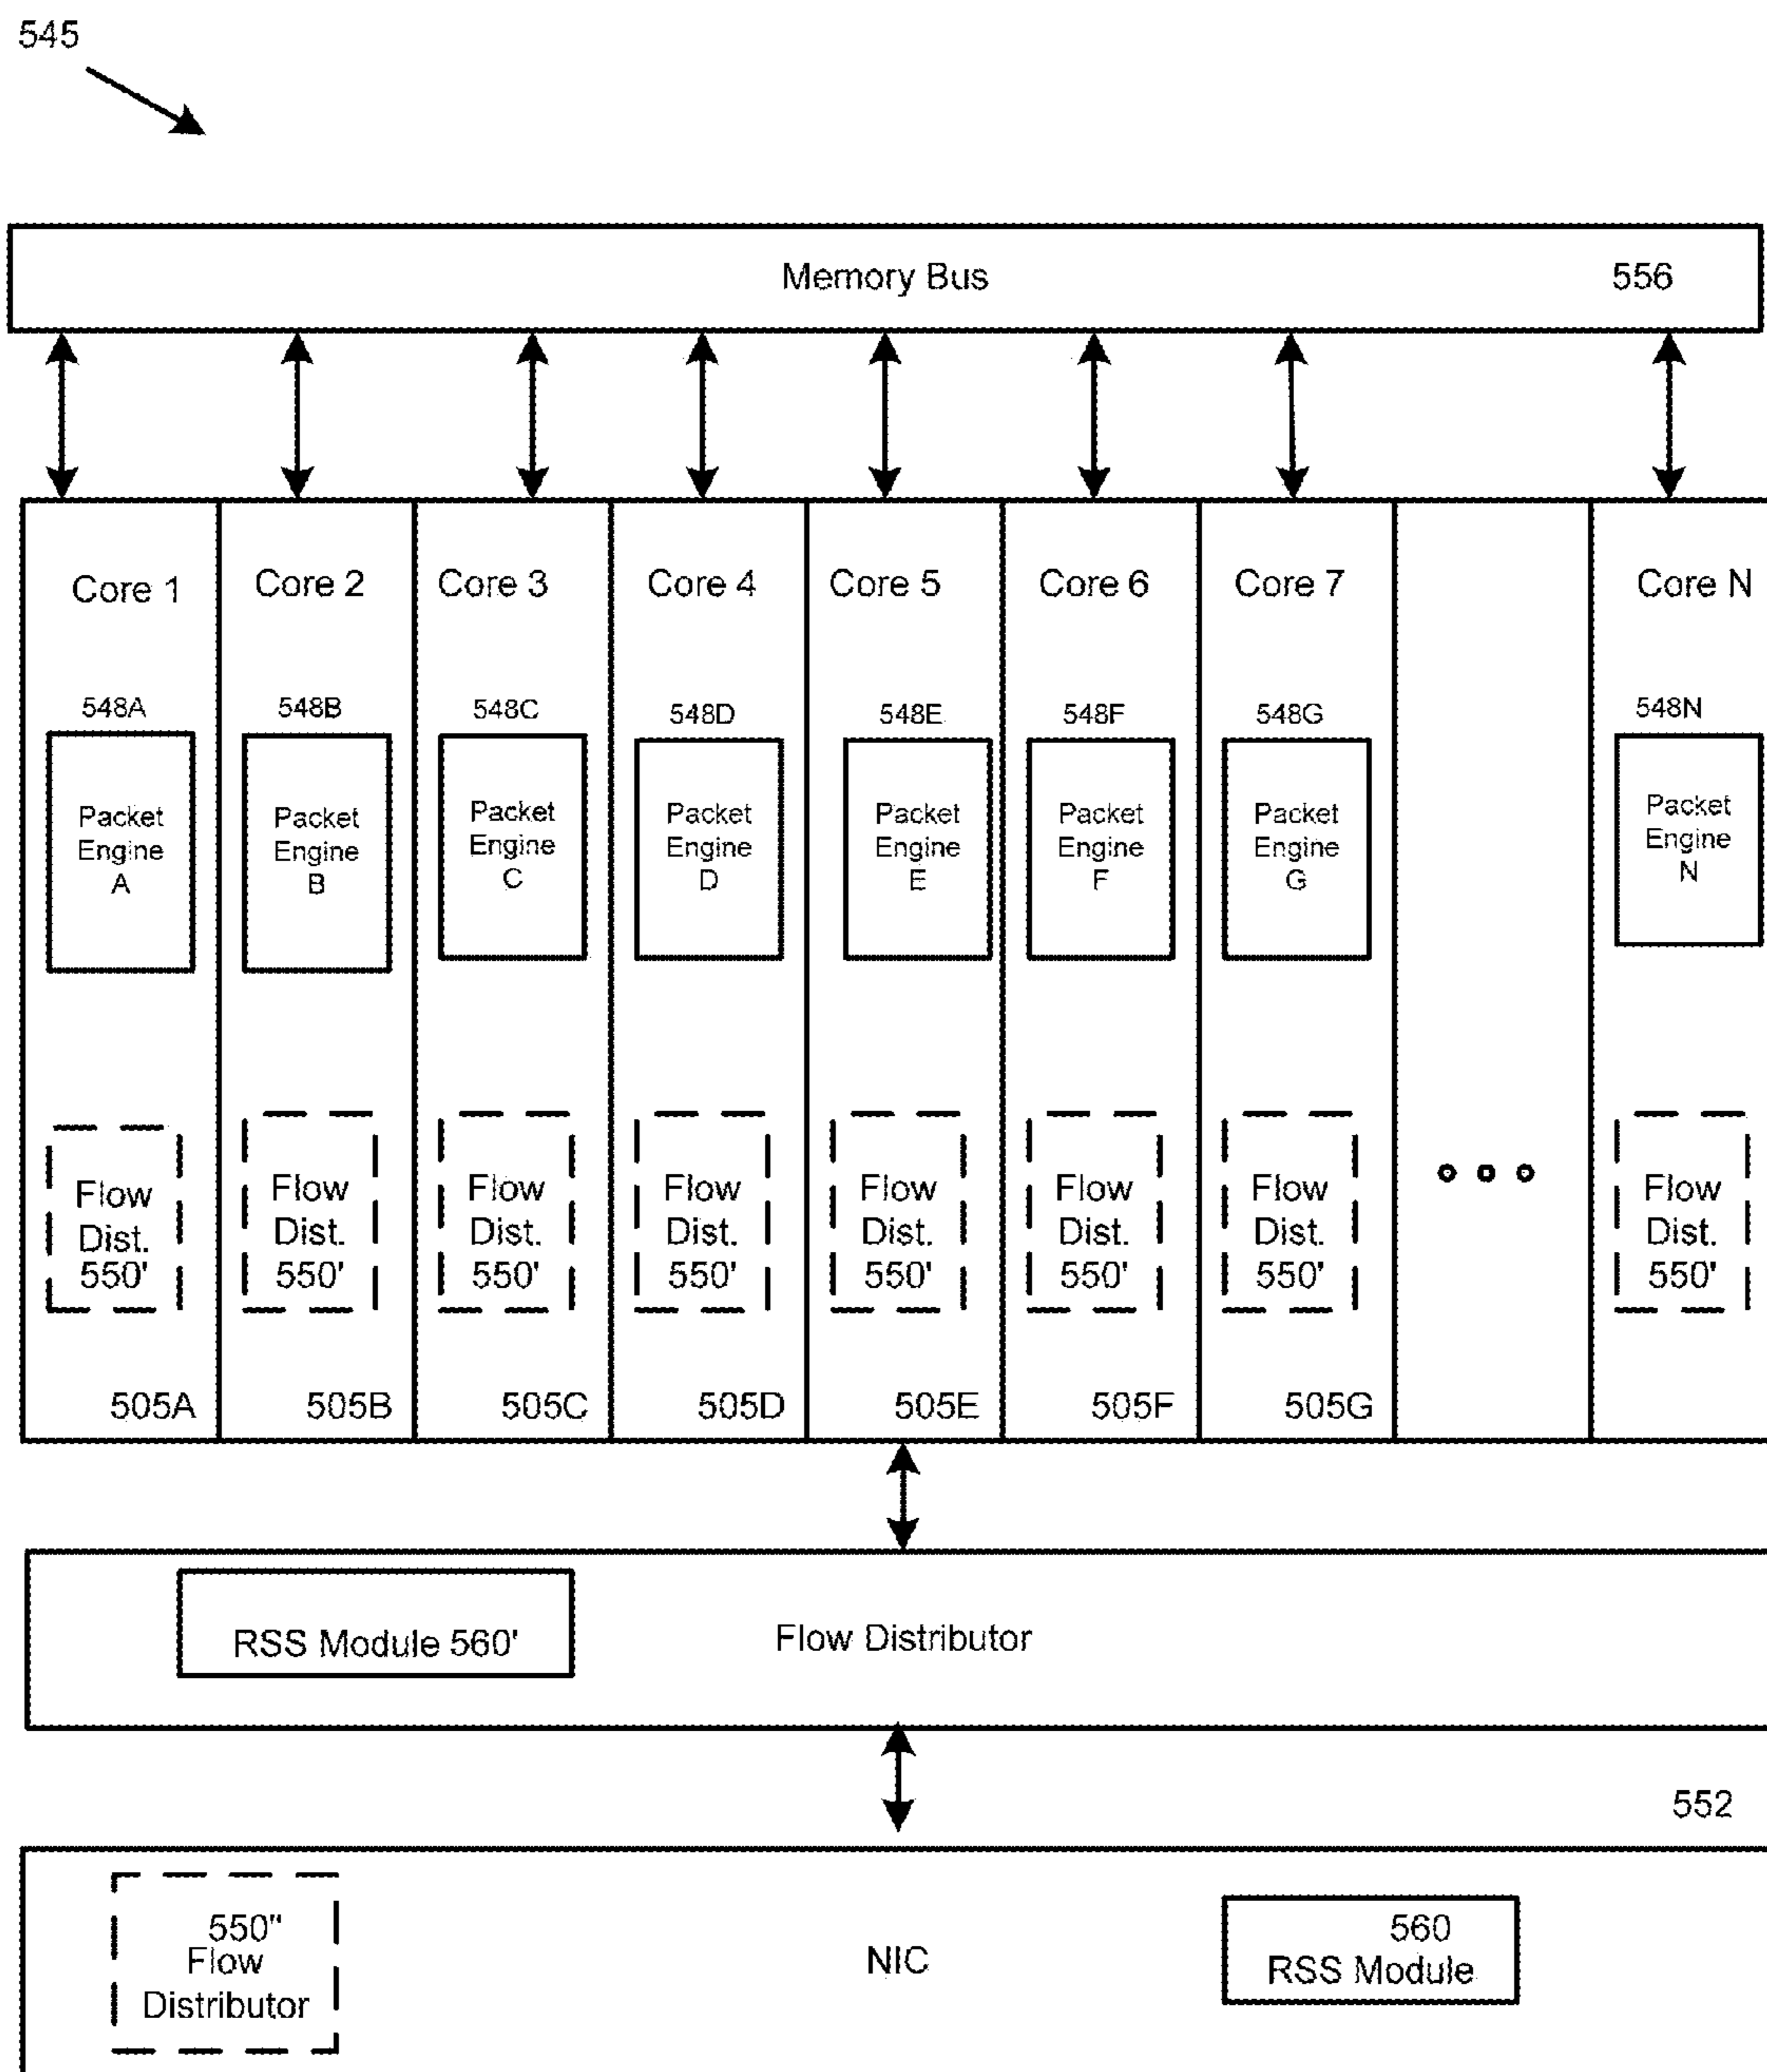 545
Memory Bus 556
Core 1 Core 2 Core 3 Core 4 Core 5 Core 6 Core 7 Core N
548A 548B 548C 548D 548E 548F 548G 548N
Packet Packet Packet Packet Packet Packet Packet Packet
Engine Engine Engine Engine Engine Engine Engine Engine
A B C D E F G N
Flow Flow Flow Flow Flow Flow Flow Flow
Dist. Dist. Dist. Dist. Dist. Dist. Dist. Dist.
550' 550' 550' 550' 550' 550' 550' 550'
505A 505B 505C 505D 505E 505F 505G
RSS Module 560' Flow Distributor
552
550" 560
Flow NIC RSS Module
Distributor